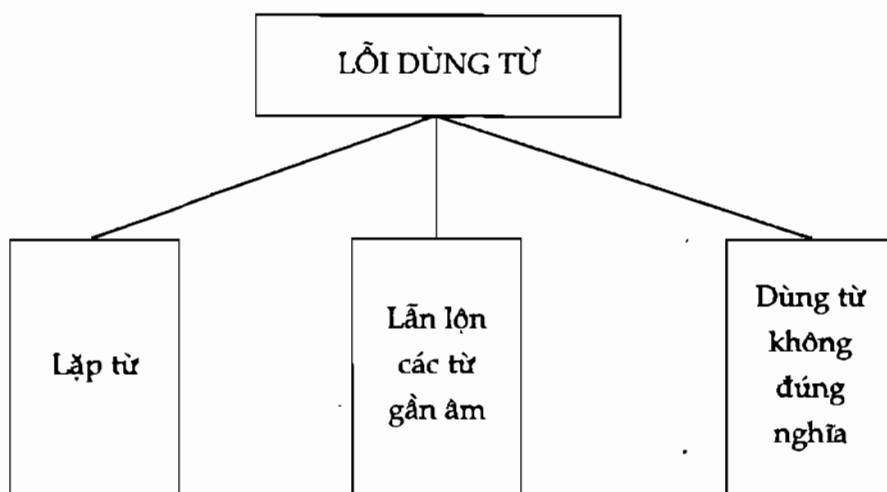 LỖI DÙNG TỪ
Lặp từ
Lẫn lộn
các từ
gần âm
Dùng từ
không
đúng
nghĩa